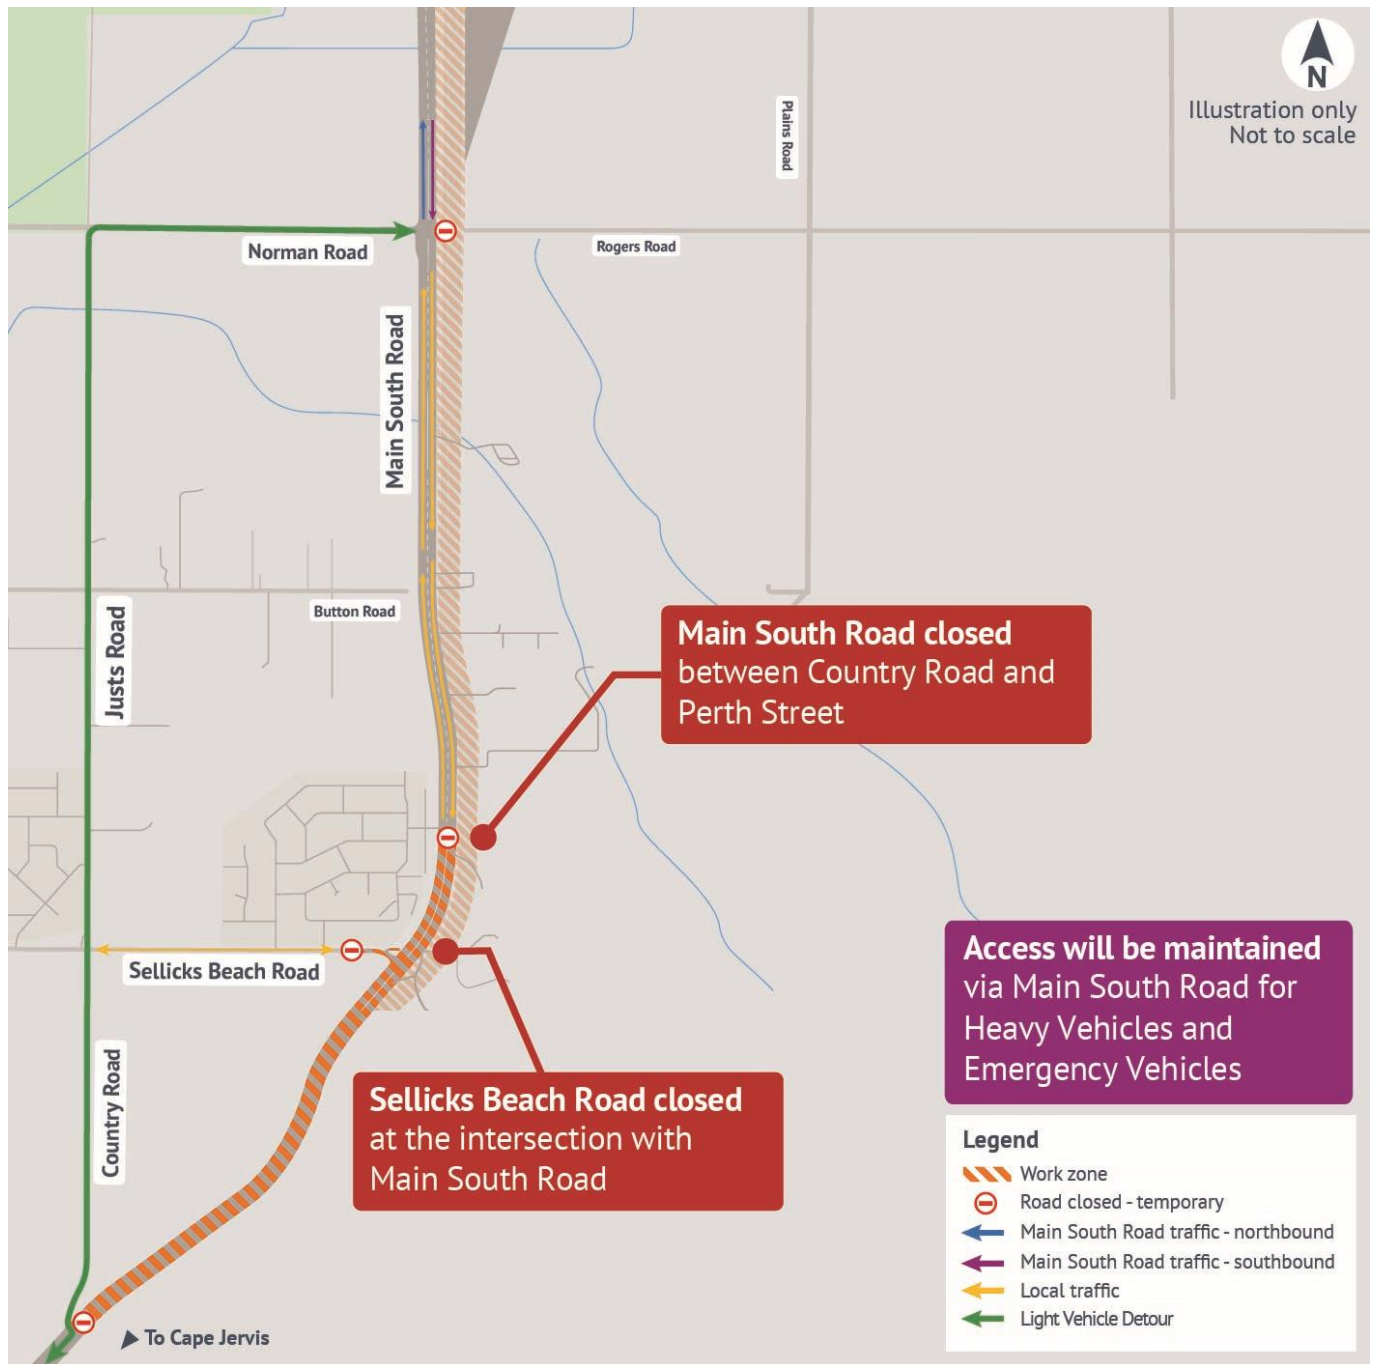 N
Illustration only
Not to scale
Plains Road
Norman Road
Rogers Road
Main South Road
Button Road
Justs Road
Main South Road closed
between Country Road and
Perth Street
Sellicks Beach Road
Access will be maintained
via Main South Road for
Heavy Vehicles and
Emergency Vehicles
Country Road
Sellicks Beach Road closed
at the intersection with
Main South Road
Legend
Work zone
Road closed - temporary
Main South Road traffic - northbound
Main South Road traffic - southbound
Local traffic
Light Vehicle Detour
To Cape Jervis